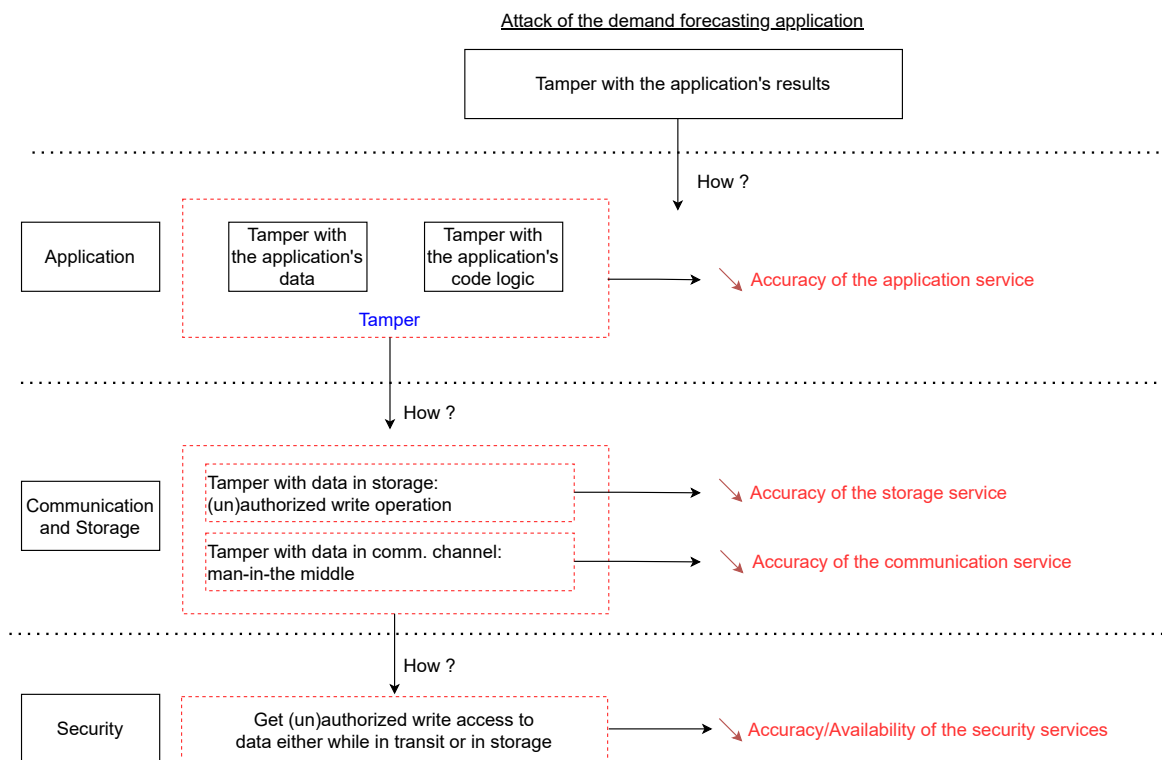 Attack of the demand forecasting application
Tamper with the application's results
How ?
Application
Tamper with
the application's
data
Tamper with
the application's
code logic
Accuracy of the application service
Tamper
How ?
Communication
and Storage
Tamper with data in storage:
(un)authorized write operation
Accuracy of the storage service
Tamper with data in comm. channel:
man-in-the middle
Accuracy of the communication service
How ?
Security
Get (un)authorized write access to
data either while in transit or in storage
Accuracy/Availability of the security services